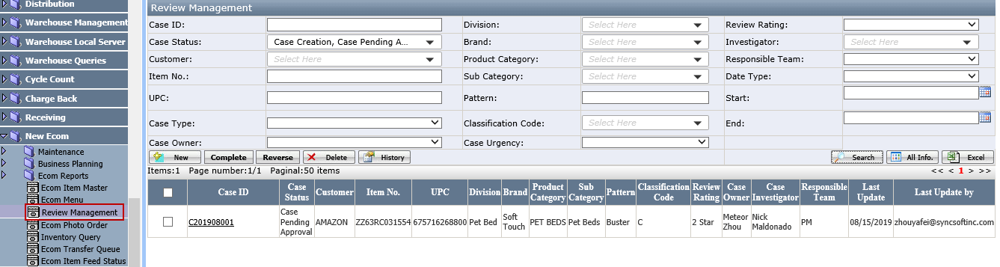 Distribution
Warehouse Management
Warehouse Local Server
Warehouse Queries
Cycle Count
Charge Back
Receiving
New Ecom
Maintenance
Business Planning
Ecom Reports
Ecom Item Master
Ecom Menu
Review Management
Ecom Photo Order
Inventory Query
Ecom Transfer Queue
Ecom Item Feed Status
Review Management
Case ID: Division: Select Here Review Rating:
Case Status: Case Creation, Case Pending A... Brand: Select Here Investigator: Select Here
Customer: Select Here Product Category: Select Here Responsible Team:
Item No.: Sub Category: Select Here Date Type:
UPC: Pattern: Start:
Case Type: Classification Code: Select Here End:
Case Owner: Case Urgency:
New Complete Reverse Delete History Search All Info. Excel
Items:1 Page number:1/1 Paginal:50 items << < 1 > >>
Case ID Case Status Customer Item No. UPC Division Brand Product Category Sub Category Pattern Classification Code Review Rating Case Owner Case Investigator Responsible Team Last Update Last Update by
C201908001 Case Pending Approval AMAZON ZZ63RC031554 675716268800 Pet Bed Soft Touch PET BEDS Pet Beds Buster C 2 Star Meteor Zhou Nick Maldonado PM 08/15/2019 zhouyafei@syncsoftinc.com